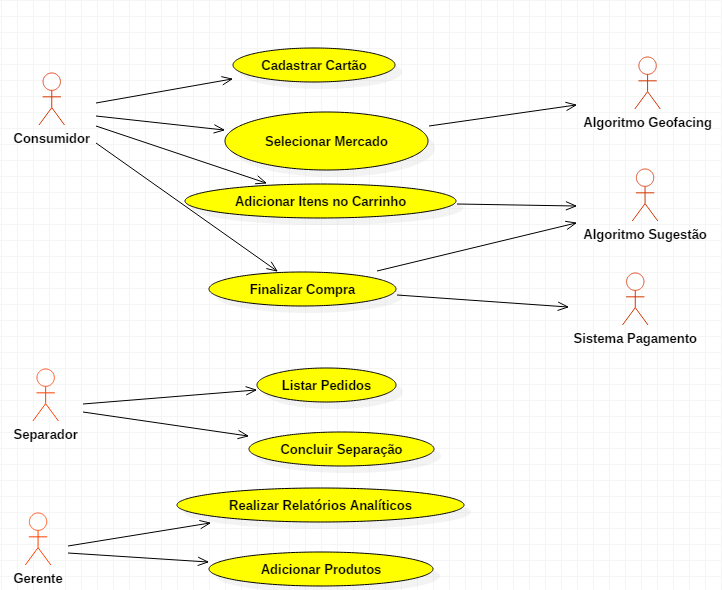 Cadastrar Cartão
Algoritmo Geofacing
Consumidor
Selecionar Mercado
Adicionar Itens no Carrinho
Algoritmo Sugestão
Finalizar Compra
Sistema Pagamento
Listar Pedidos
Separador
Concluir Separação
Realizar Relatórios Analíticos
Adicionar Produtos
Gerente